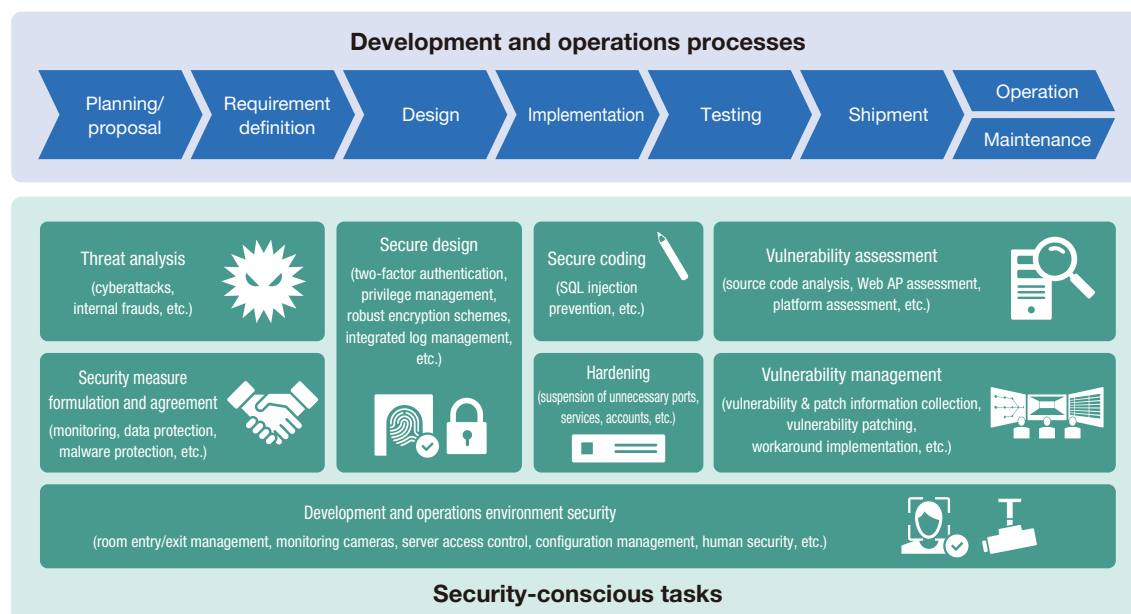 Development and operations processes
Planning/
proposal
Requirement
definition
Design
Implementation
Testing
Shipment
Operation
Maintenance
Threat analysis
(cyberattacks,
internal frauds, etc.)
Security measure
formulation and agreement
(monitoring, data protection,
malware protection, etc.)
Secure design
(two-factor authentication,
privilege management,
robust encryption schemes,
integrated log management,
etc.)
Secure coding
(SQL injection
prevention, etc.)
Hardening
(suspension of unnecessary ports,
services, accounts, etc.)
Vulnerability assessment
(source code analysis, Web AP assessment,
platform assessment, etc.)
Vulnerability management
(vulnerability & patch information collection,
vulnerability patching,
workaround implementation, etc.)
Development and operations environment security
(room entry/exit management, monitoring cameras, server access control, configuration management, human security, etc.)
Security-conscious tasks